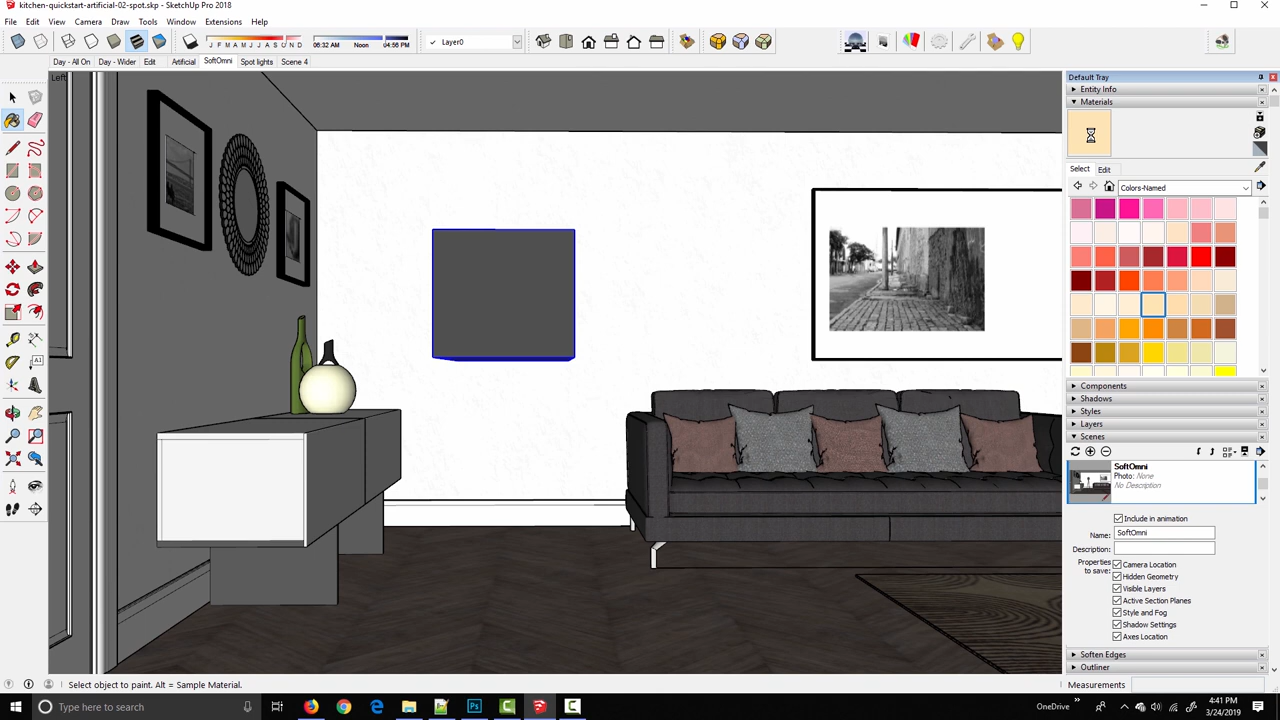 kitchen-quickstart-artificial-02-spot.skp - SketchUp Pro 2018
File Edit View Camera Draw Tools Window Extensions Help
J F M A M J J A S O N D 06:32 AM Noon 04:56 PM Layer0
Day - All On Day - Wider Edit Artificial SoftOmni Spot lights Scene 4
Left
Default Tray
Entity Info
Materials
Select Edit
Colors-Named
Components
Shadows
Styles
Layers
Scenes
SoftOmni
Photo: None
No Description
Include in animation
Name: SoftOmni
Description:
Properties to save:
Camera Location
Hidden Geometry
Visible Layers
Active Section Planes
Style and Fog
Shadow Settings
Axes Location
Soften Edges
Outliner
Select object to paint. Alt = Sample Material.
Measurements
Type here to search
OneDrive
4:41 PM
3/24/2019